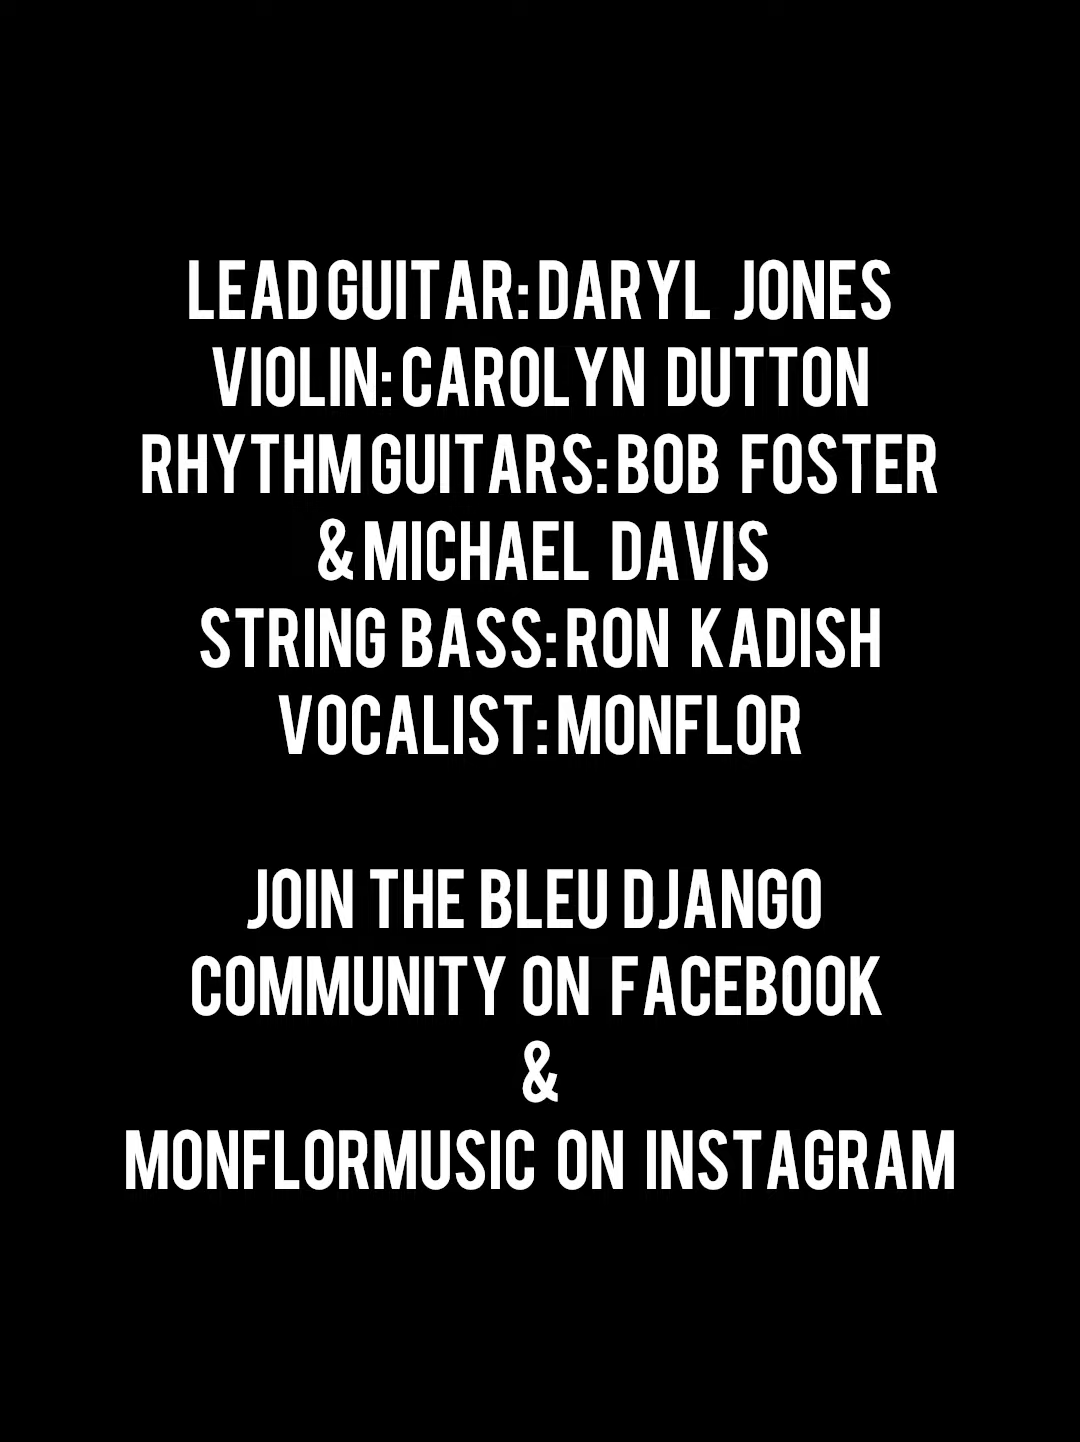 LEAD GUITAR: DARYL JONES
VIOLIN: CAROLYN DUTTON
RHYTHM GUITARS: BOB FOSTER
& MICHAEL DAVIS
STRING BASS: RON KADISH
VOCALIST: MONFLOR
JOIN THE BLEU DJANGO
COMMUNITY ON FACEBOOK
&
MONFLORMUSIC ON INSTAGRAM